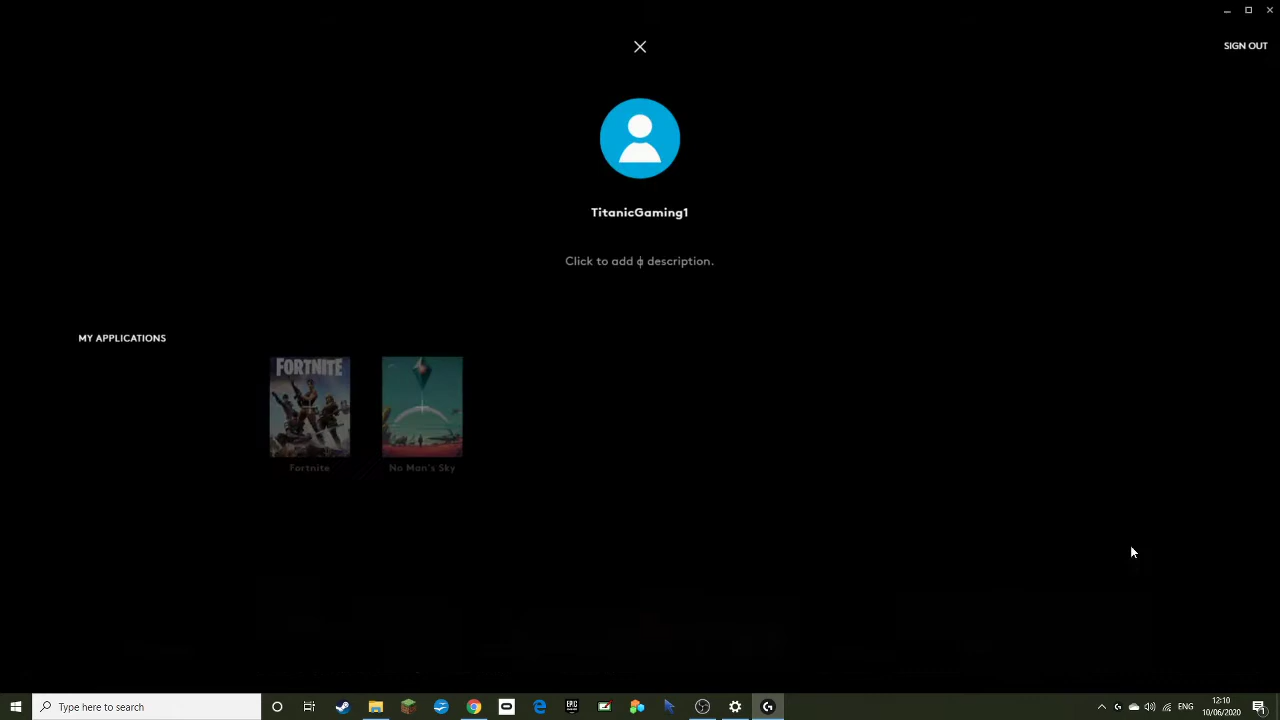 SIGN OUT
TitanicGaming1
Click to add a description.
MY APPLICATIONS
FORTNITE
Fortnite
No Man's Sky
Type here to search
EPIC
ENG
12:10
10/06/2020